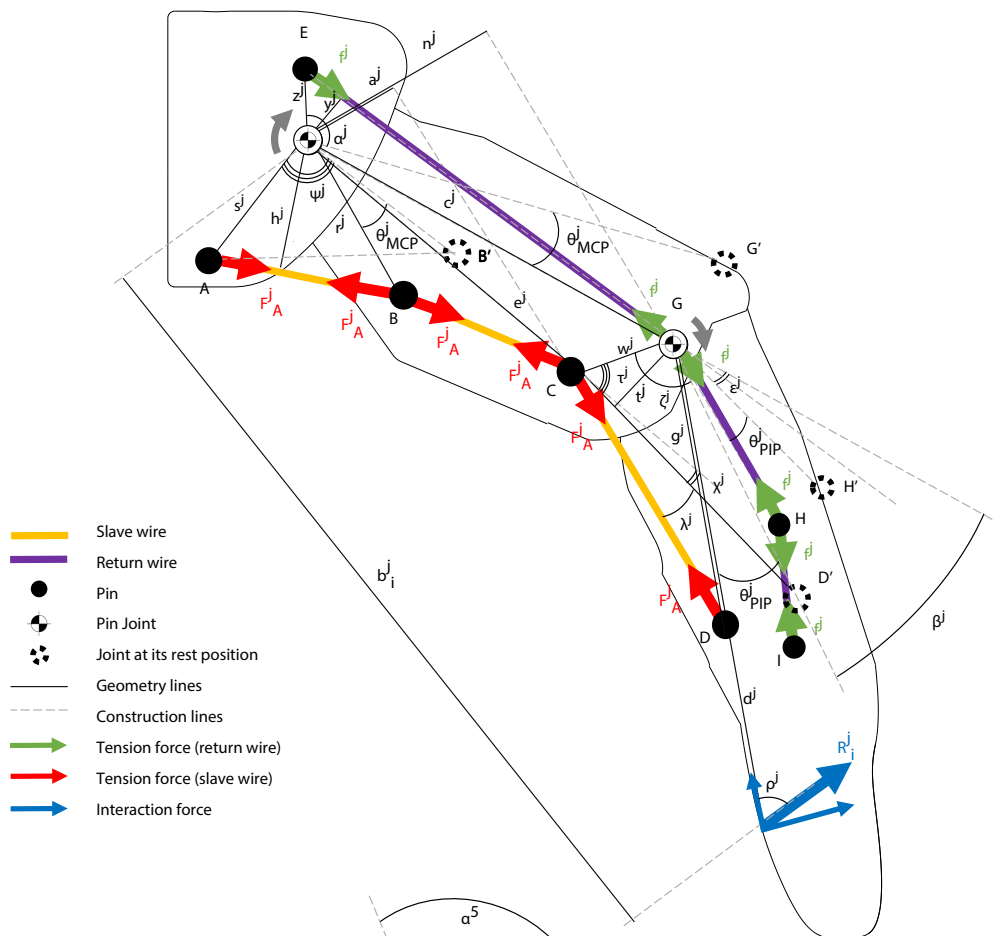 E
n^j
f^j
a^j
z^j
y^j
α^j
ψ^j
s^j
h^j
r^j
c^j
θ^j_MCP
θ^j_MCP
B'
G'
A
F^j_A
F^j_A
B
F^j_A
e^j
f^j
G
F^j_A
C
w^j
τ^j
t^j
ζ^j
f^j
ε^j
F^j_A
g^j
θ^j_PIP
χ^j
f^j
H'
λ^j
H
f^j
D'
θ^j_PIP
F^j_A
D
f^j
I
β^j
b^j_i
d^j
R^j_i
ρ^j
α^5
Slave wire
Return wire
Pin
Pin Joint
Joint at its rest position
Geometry lines
Construction lines
Tension force (return wire)
Tension force (slave wire)
Interaction force